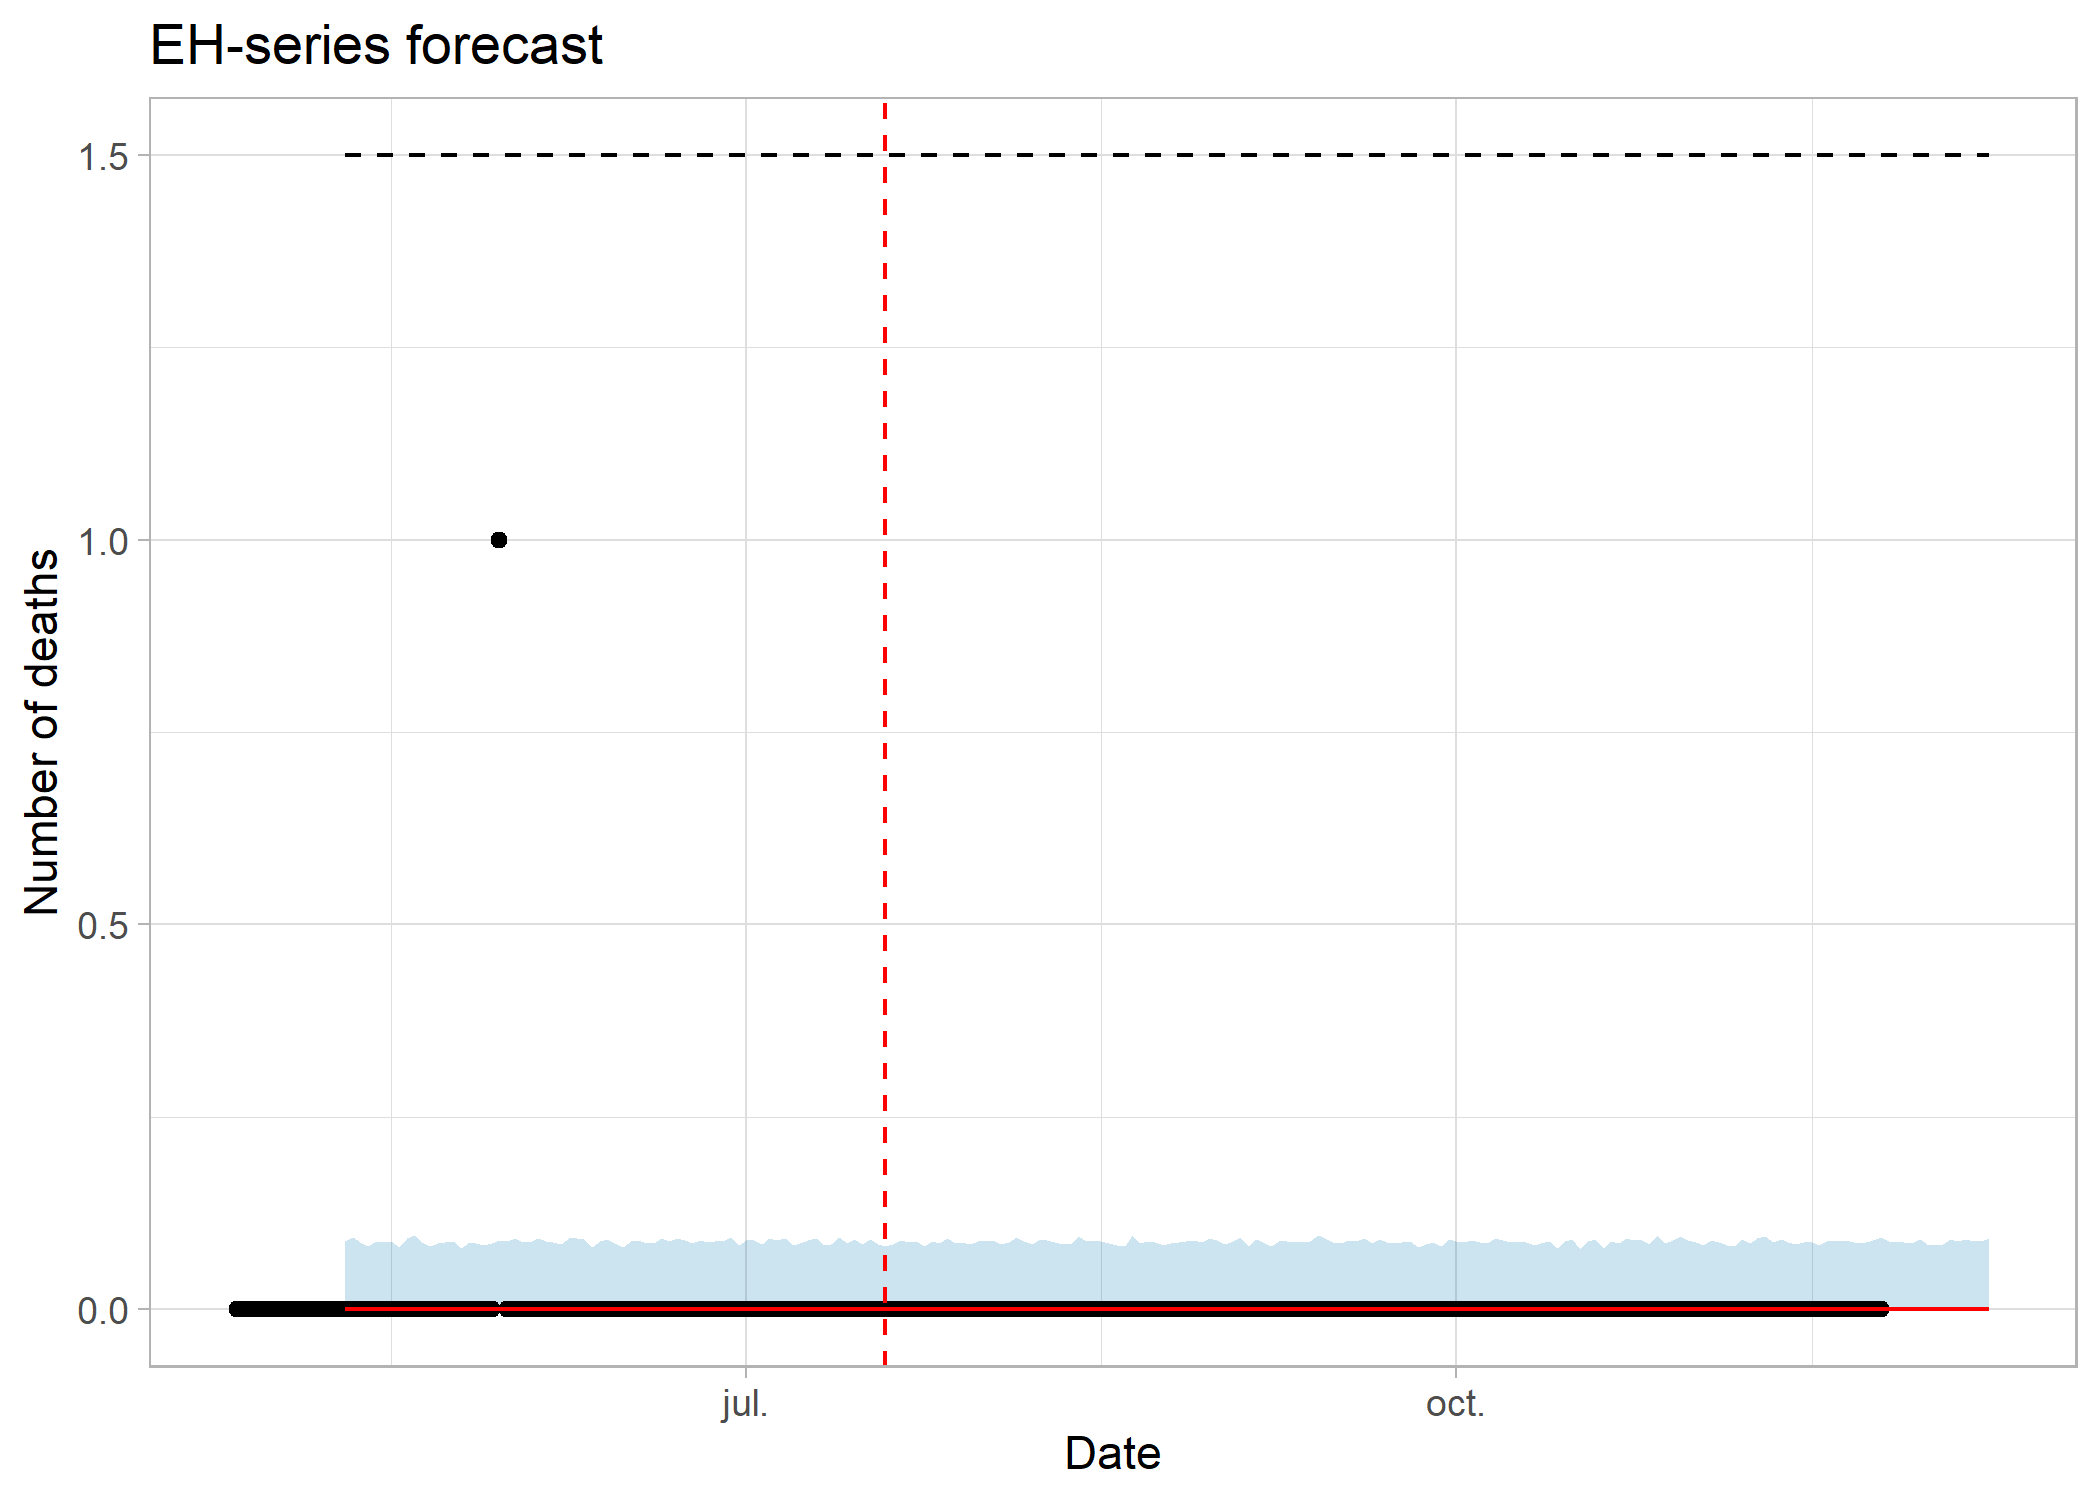 EH-series forecast
1.5
1.0
0.5
0.0
Number of deaths
jul.
oct.
Date